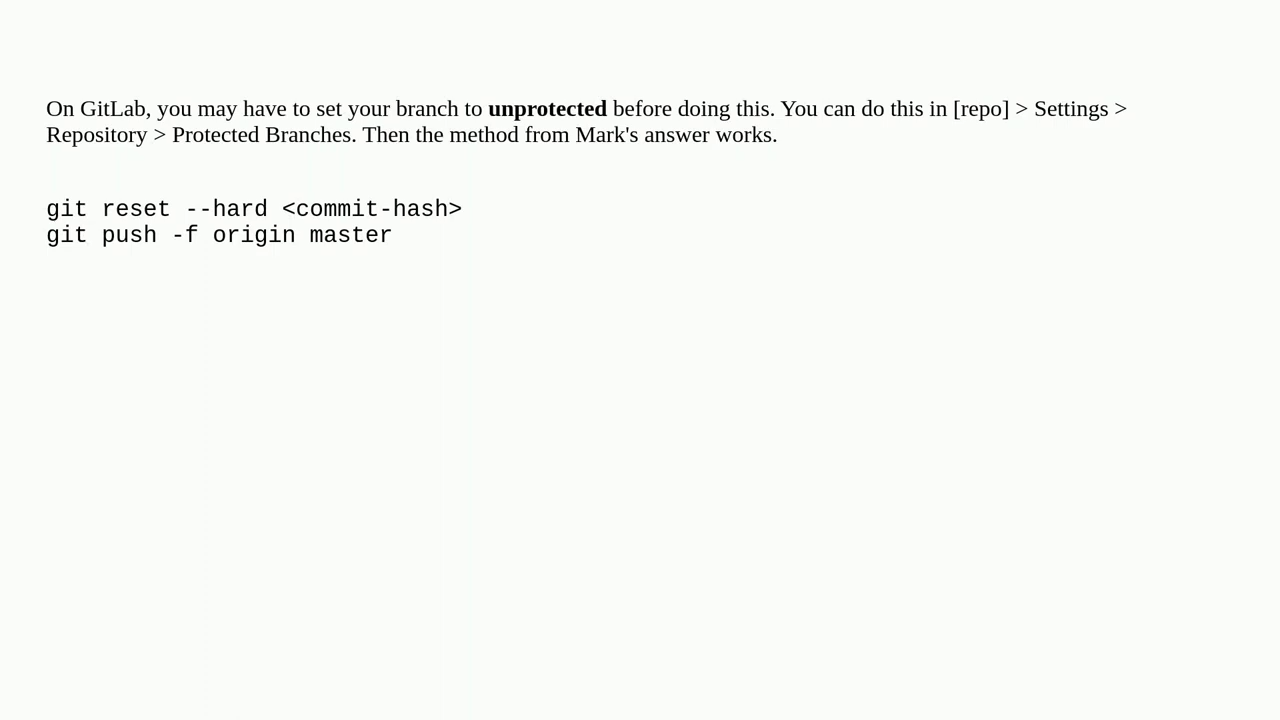 On GitLab, you may have to set your branch to unprotected before doing this. You can do this in [repo] > Settings >
Repository > Protected Branches. Then the method from Mark's answer works.
git reset --hard <commit-hash>
git push -f origin master